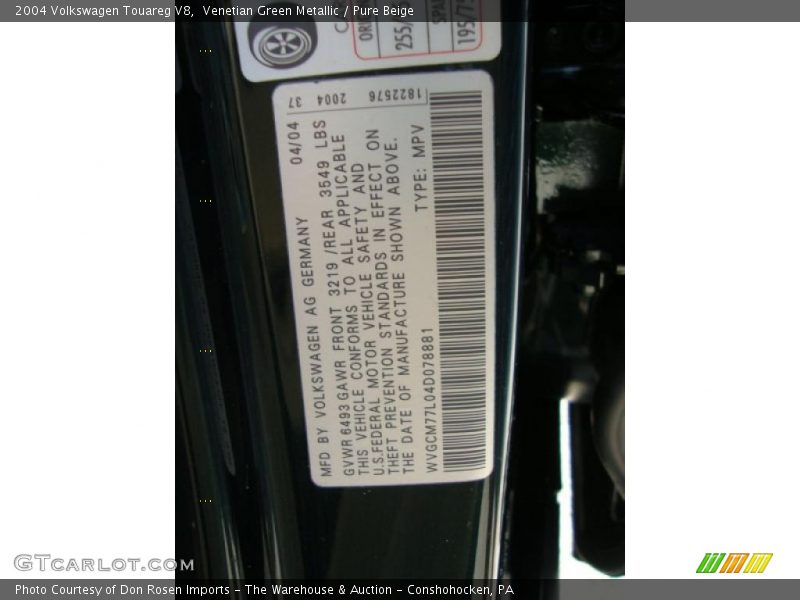 2004 Volkswagen Touareg V8, Venetian Green Metallic / Pure Beige
255/
195/7
MFD BY VOLKSWAGEN AG GERMANY 04/04
GVWR 6493 GAWR FRONT 3219 /REAR 3549 LBS
THIS VEHICLE CONFORMS TO ALL APPLICABLE
U.S.FEDERAL MOTOR VEHICLE SAFETY AND
THEFT PREVENTION STANDARDS IN EFFECT ON
THE DATE OF MANUFACTURE SHOWN ABOVE.
WVGCM77L04D078881 TYPE: MPV
37 2004 1822576
GTCARLOT.COM
Photo Courtesy of Don Rosen Imports - The Warehouse & Auction - Conshohocken, PA